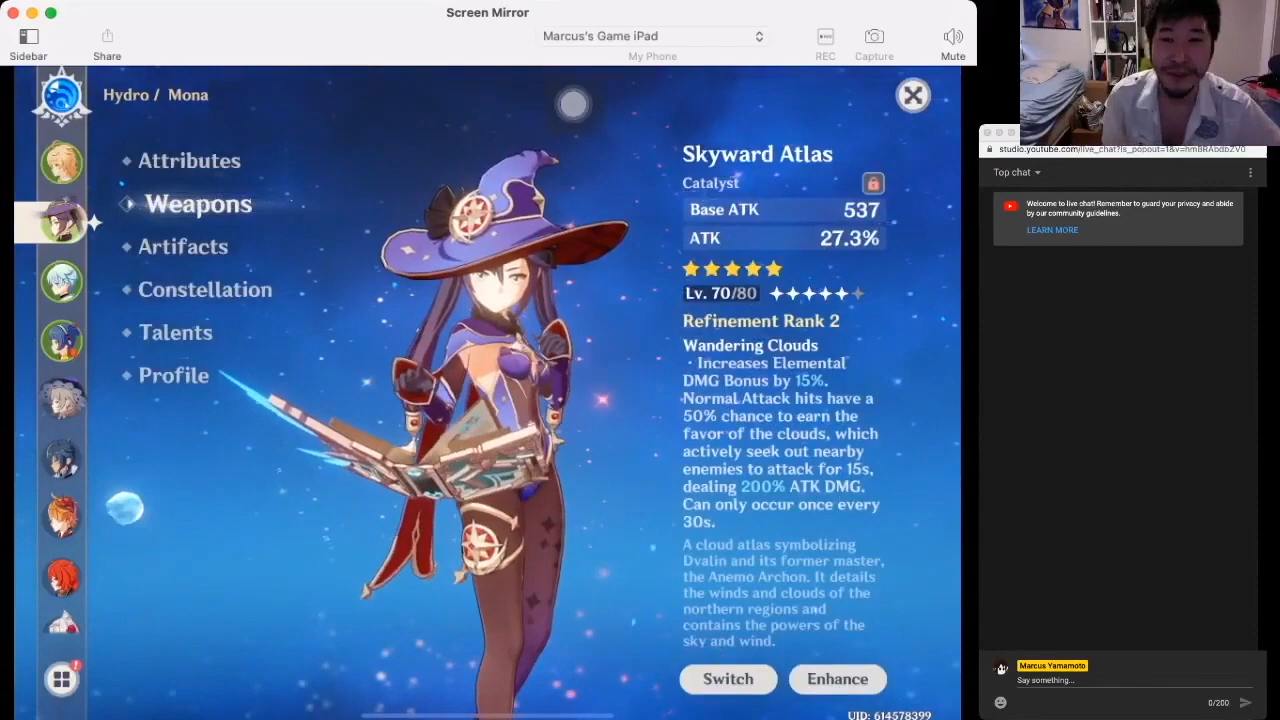 Screen Mirror
Sidebar
Share
Marcus's Game iPad
My Phone
REC
Capture
Mute
Hydro / Mona
Attributes
Weapons
Artifacts
Constellation
Talents
Profile
Skyward Atlas
Catalyst
Base ATK 537
ATK 27.3%
Lv. 70/80
Refinement Rank 2
Wandering Clouds
· Increases Elemental
DMG Bonus by 15%.
Normal Attack hits have a
50% chance to earn the
favor of the clouds, which
actively seek out nearby
enemies to attack for 15s,
dealing 200% ATK DMG.
Can only occur once every
30s.
A cloud atlas symbolizing
Dvalin and its former master,
the Anemo Archon. It details
the winds and clouds of the
northern regions and
contains the powers of the
sky and wind.
Switch
Enhance
UID: 614578399
studio.youtube.com/live_chat?is_popout=1&v=hmBRAbdbZV0
Top chat
Welcome to live chat! Remember to guard your privacy and abide
by our community guidelines.
LEARN MORE
Marcus Yamamoto
Say something...
0/200